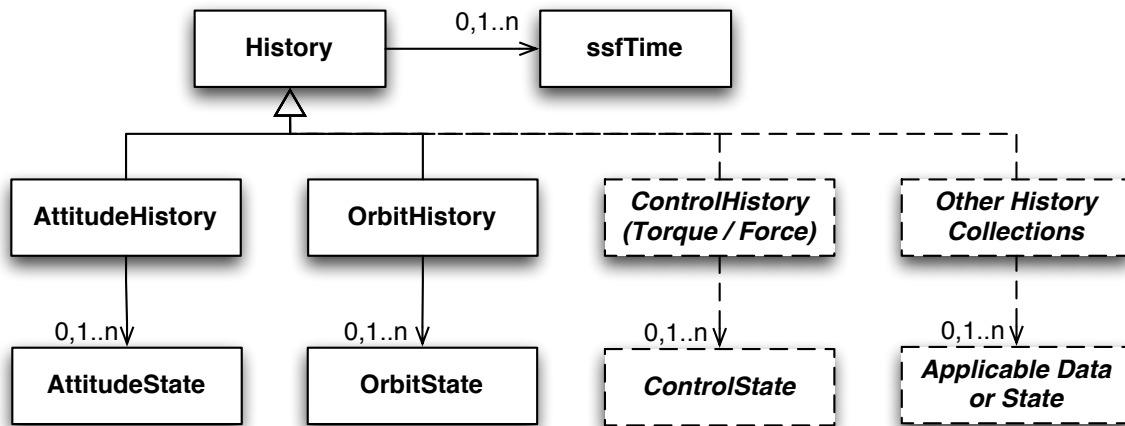 0,1..n
History
ssfTime
AttitudeHistory
OrbitHistory
ControlHistory
(Torque / Force)
Other History
Collections
0,1..n
0,1..n
0,1..n
0,1..n
AttitudeState
OrbitState
ControlState
Applicable Data
or State